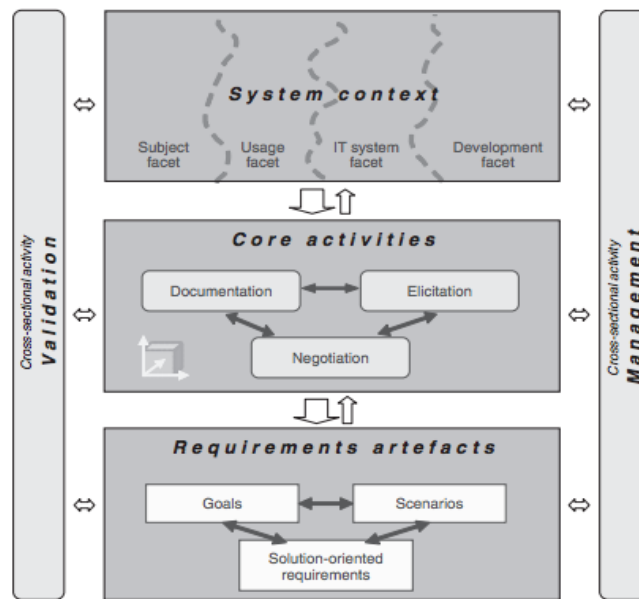 System context
Subject
facet
Usage
facet
IT system
facet
Development
facet
Core activities
Documentation
Elicitation
Negotiation
Requirements artefacts
Goals
Scenarios
Solution-oriented
requirements
Cross-sectional activity
Validation
Cross-sectional activity
Management